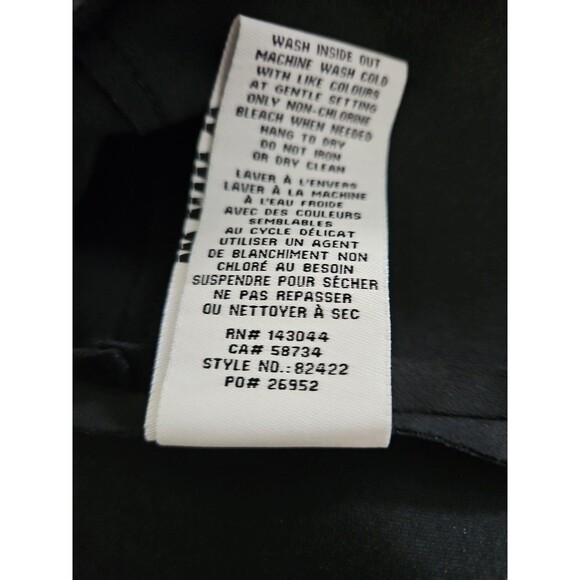 WASH INSIDE OUT
MACHINE WASH COLD
WITH LIKE COLOURS
AT GENTLE SETTING
ONLY NON-CHLORINE
BLEACH WHEN NEEDED
HANG TO DRY
DO NOT IRON
OR DRY CLEAN
LAVER À L'ENVERS
LAVER À LA MACHINE
À L'EAU FROIDE
AVEC DES COULEURS
SEMBLABLES
AU CYCLE DÉLICAT
UTILISER UN AGENT
DE BLANCHIMENT NON
CHLORÉ AU BESOIN
SUSPENDRE POUR SÉCHER
NE PAS REPASSER
OU NETTOYER À SEC
RN# 143044
CA# 58734
STYLE NO.:82422
PO# 26952